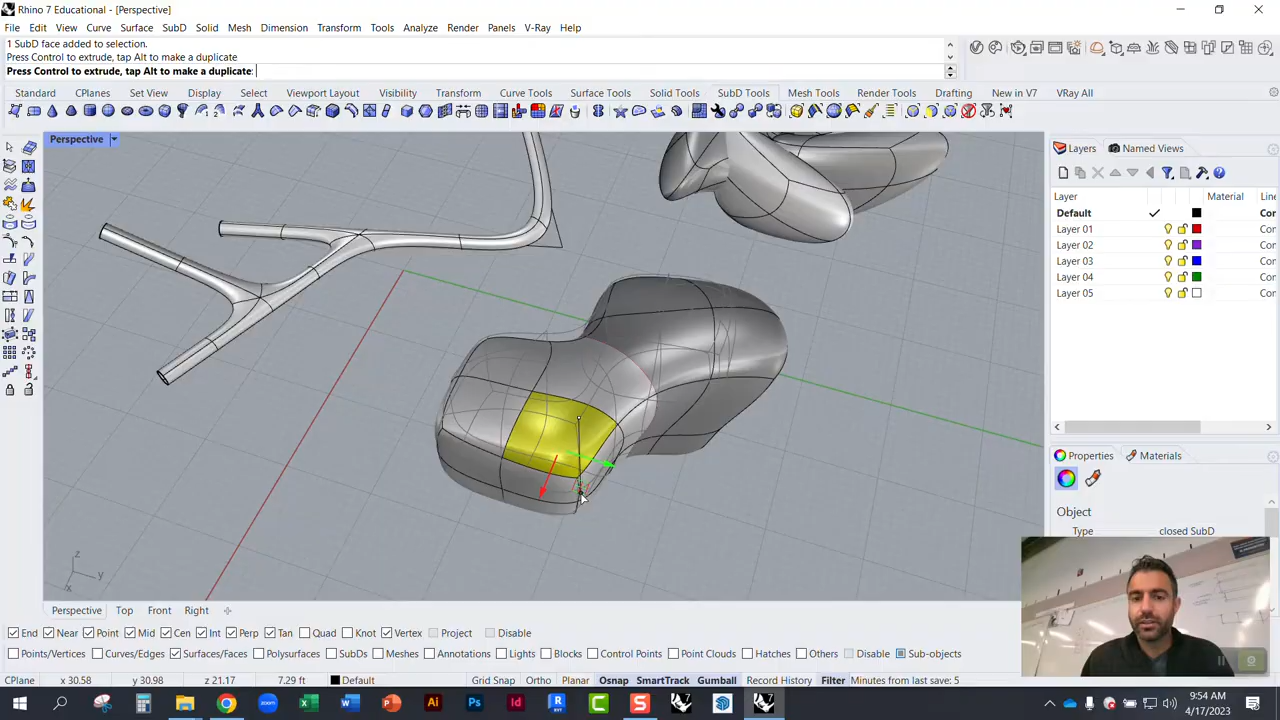 Rhino 7 Educational - [Perspective]
File Edit View Curve Surface SubD Solid Mesh Dimension Transform Tools Analyze Render Panels V-Ray Help
1 SubD face added to selection.
Press Control to extrude, tap Alt to make a duplicate
Press Control to extrude, tap Alt to make a duplicate:
Standard CPlanes Set View Display Select Viewport Layout Visibility Transform Curve Tools Surface Tools Solid Tools SubD Tools Mesh Tools Render Tools Drafting New in V7 VRay All
Perspective
Layers Named Views
Layer Material Lin
Default Cor
Layer 01 Cor
Layer 02 Cor
Layer 03 Cor
Layer 04 Cor
Layer 05 Cor
Properties Materials
Object
Type closed SubD
z
y
x
Perspective Top Front Right
End Near Point Mid Cen Int Perp Tan Quad Knot Vertex Project Disable
Points/Vertices Curves/Edges Surfaces/Faces Polysurfaces SubDs Meshes Annotations Lights Blocks Control Points Point Clouds Hatches Others Disable Sub-objects
CPlane x 30.58 y 30.98 z 21.17 7.29 ft Default Grid Snap Ortho Planar Osnap SmartTrack Gumball Record History Filter Minutes from last save: 5
9:54 AM
4/17/2023